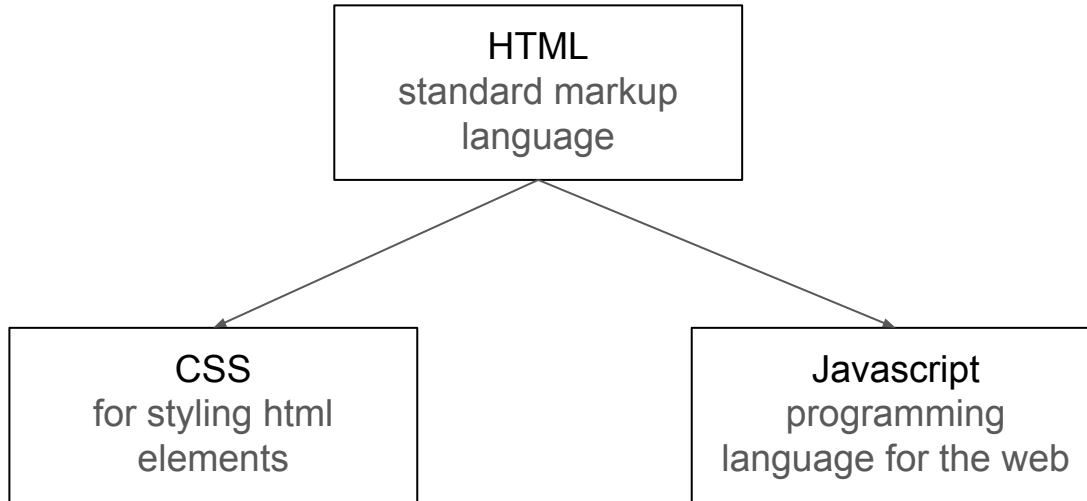 HTML
standard markup
language
CSS
for styling html
elements
Javascript
programming
language for the web